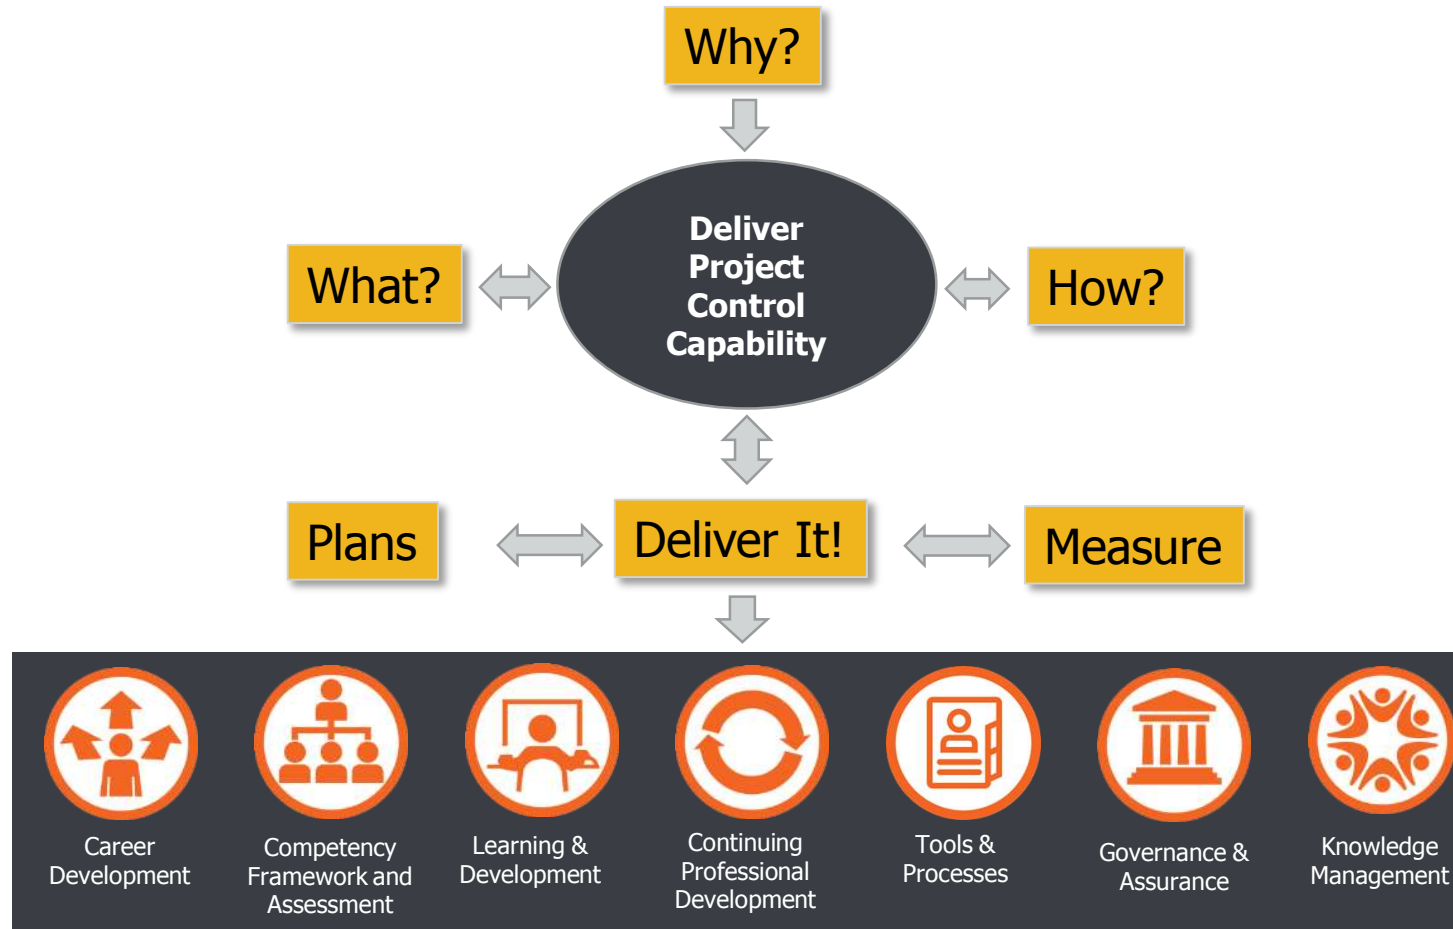 Why?
What?
Deliver
Project
Control
Capability
How?
Plans
Deliver It!
Measure
Career
Development
Competency
Framework and
Assessment
Learning &
Development
Continuing
Professional
Development
Tools &
Processes
Governance &
Assurance
Knowledge
Management